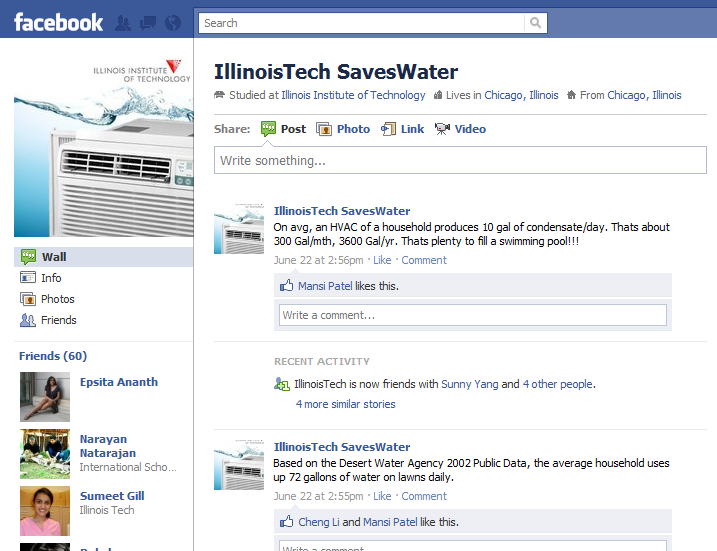 facebook
Search
ILLINOIS INSTITUTE
OF TECHNOLOGY
IllinoisTech SavesWater
Studied at Illinois Institute of Technology Lives in Chicago, Illinois From Chicago, Illinois
Share: Post Photo Link Video
Write something...
Wall
Info
Photos
Friends
Friends (60)
Epsita Ananth
Narayan
Natarajan
International Scho...
Sumeet Gill
Illinois Tech
IllinoisTech SavesWater
On avg, an HVAC of a household produces 10 gal of condensate/day. Thats about
300 Gal/mth, 3600 Gal/yr. Thats plenty to fill a swimming pool!!!
June 22 at 2:56pm · Like · Comment
Mansi Patel likes this.
Write a comment...
RECENT ACTIVITY
IllinoisTech is now friends with Sunny Yang and 4 other people.
4 more similar stories
IllinoisTech SavesWater
Based on the Desert Water Agency 2002 Public Data, the average household uses
up 72 gallons of water on lawns daily.
June 22 at 2:55pm · Like · Comment
Cheng Li and Mansi Patel like this.
Write a comment...